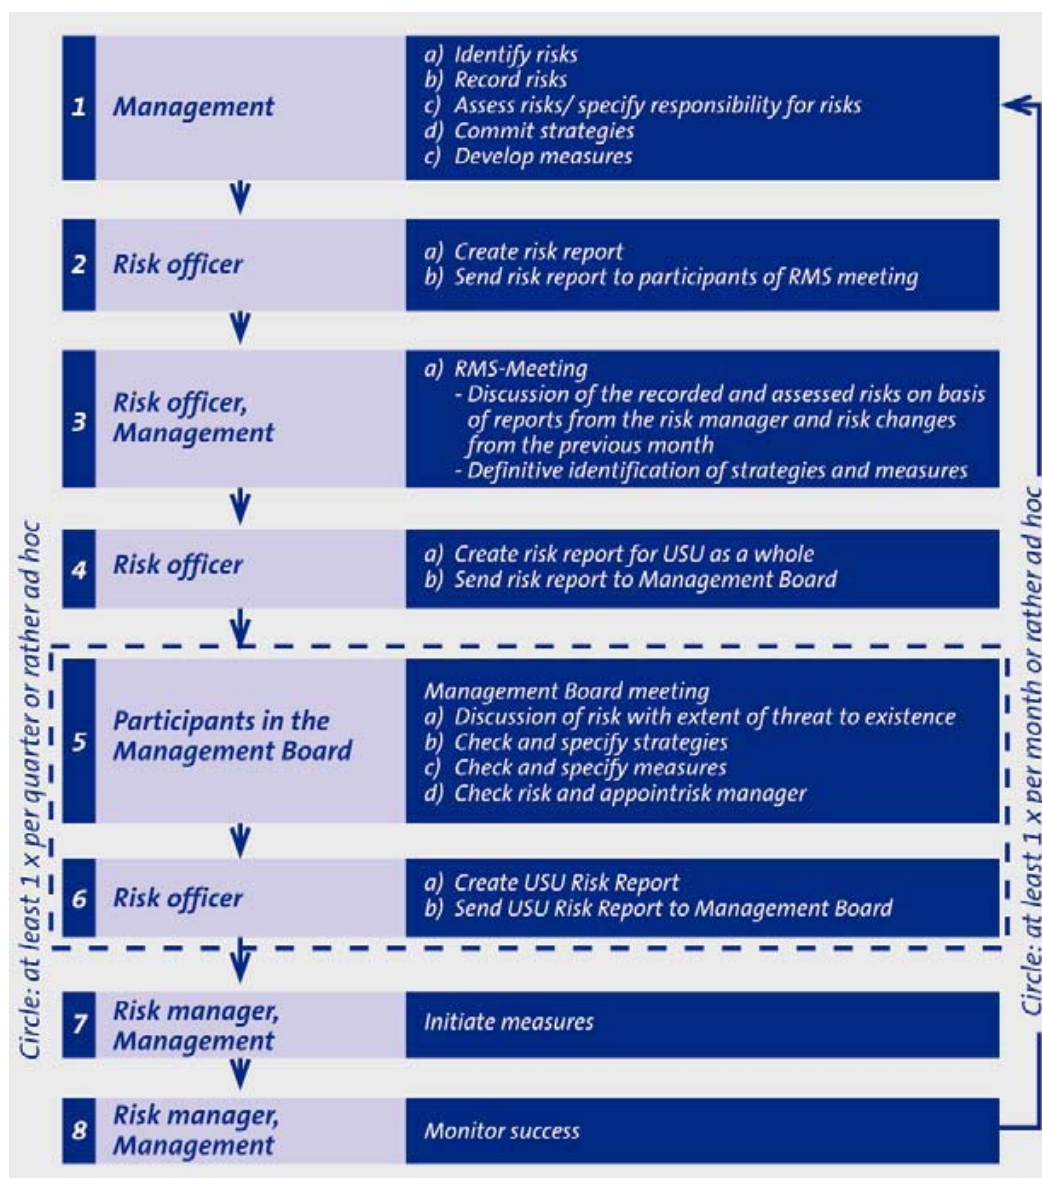 1
Management
a) Identify risks
b) Record risks
c) Assess risks/ specify responsibility for risks
d) Commit strategies
c) Develop measures
2
Risk officer
a) Create risk report
b) Send risk report to participants of RMS meeting
3
Risk officer,
Management
a) RMS-Meeting
- Discussion of the recorded and assessed risks on basis
of reports from the risk manager and risk changes
from the previous month
- Definitive identification of strategies and measures
4
Risk officer
a) Create risk report for USU as a whole
b) Send risk report to Management Board
5
Participants in the
Management Board
Management Board meeting
a) Discussion of risk with extent of threat to existence
b) Check and specify strategies
c) Check and specify measures
d) Check risk and appointrisk manager
6
Risk officer
a) Create USU Risk Report
b) Send USU Risk Report to Management Board
7
Risk manager,
Management
Initiate measures
8
Risk manager,
Management
Monitor success
Circle: at least 1 x per quarter or rather ad hoc
Circle: at least 1 x per month or rather ad hoc